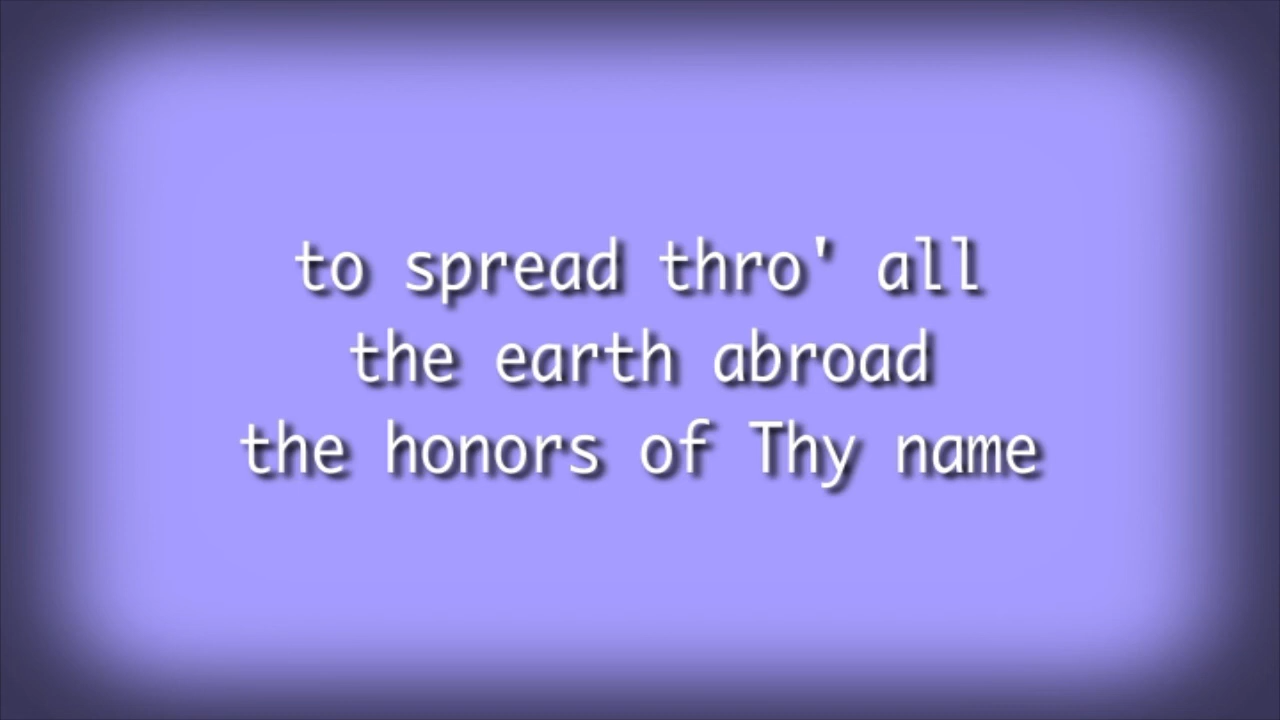 to spread thro' all
the earth abroad
the honors of Thy name